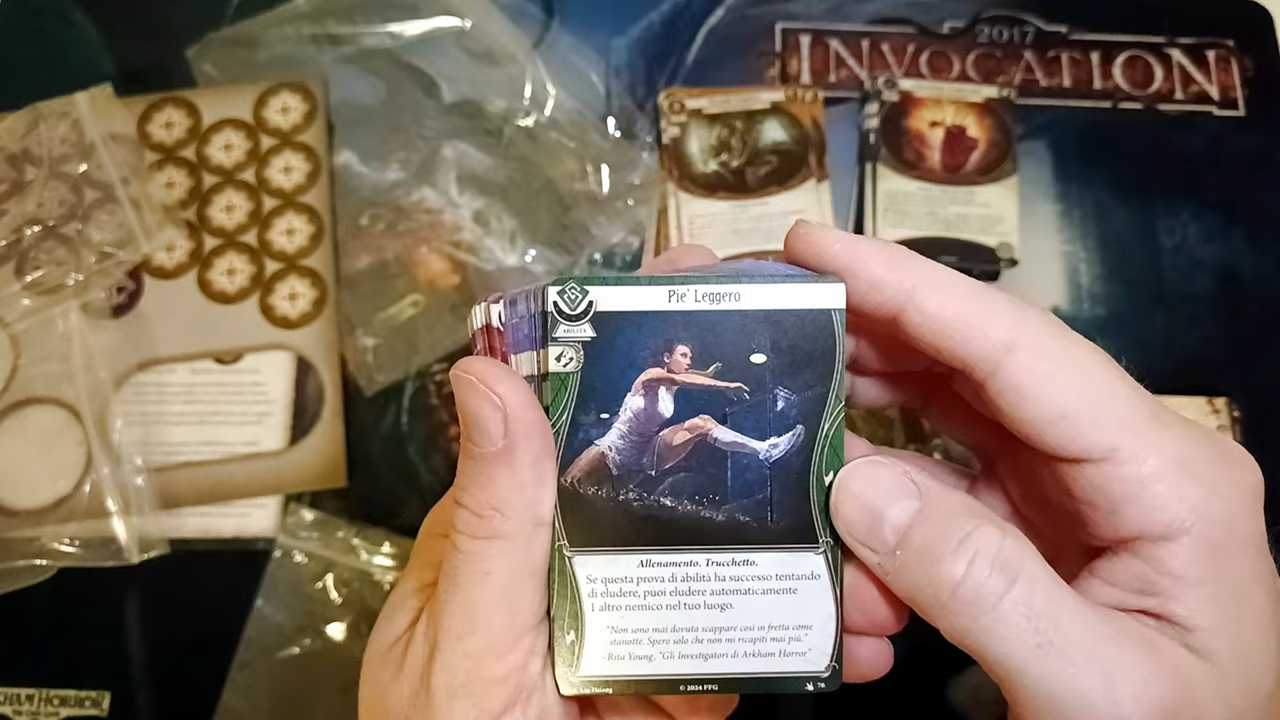 2017
INVOCATION
Pie' Leggero
ABILITÀ
Allenamento. Trucchetto.
Se questa prova di abilità ha successo tentando
di eludere, puoi eludere automaticamente
1 altro nemico nel tuo luogo.
"Non sono mai dovuta scappare così in fretta come
stanotte. Spero solo che non mi ricapiti mai più."
–Rita Young, "Gli Investigatori di Arkham Horror"
© 2024 FFG
76
HAM HORROR